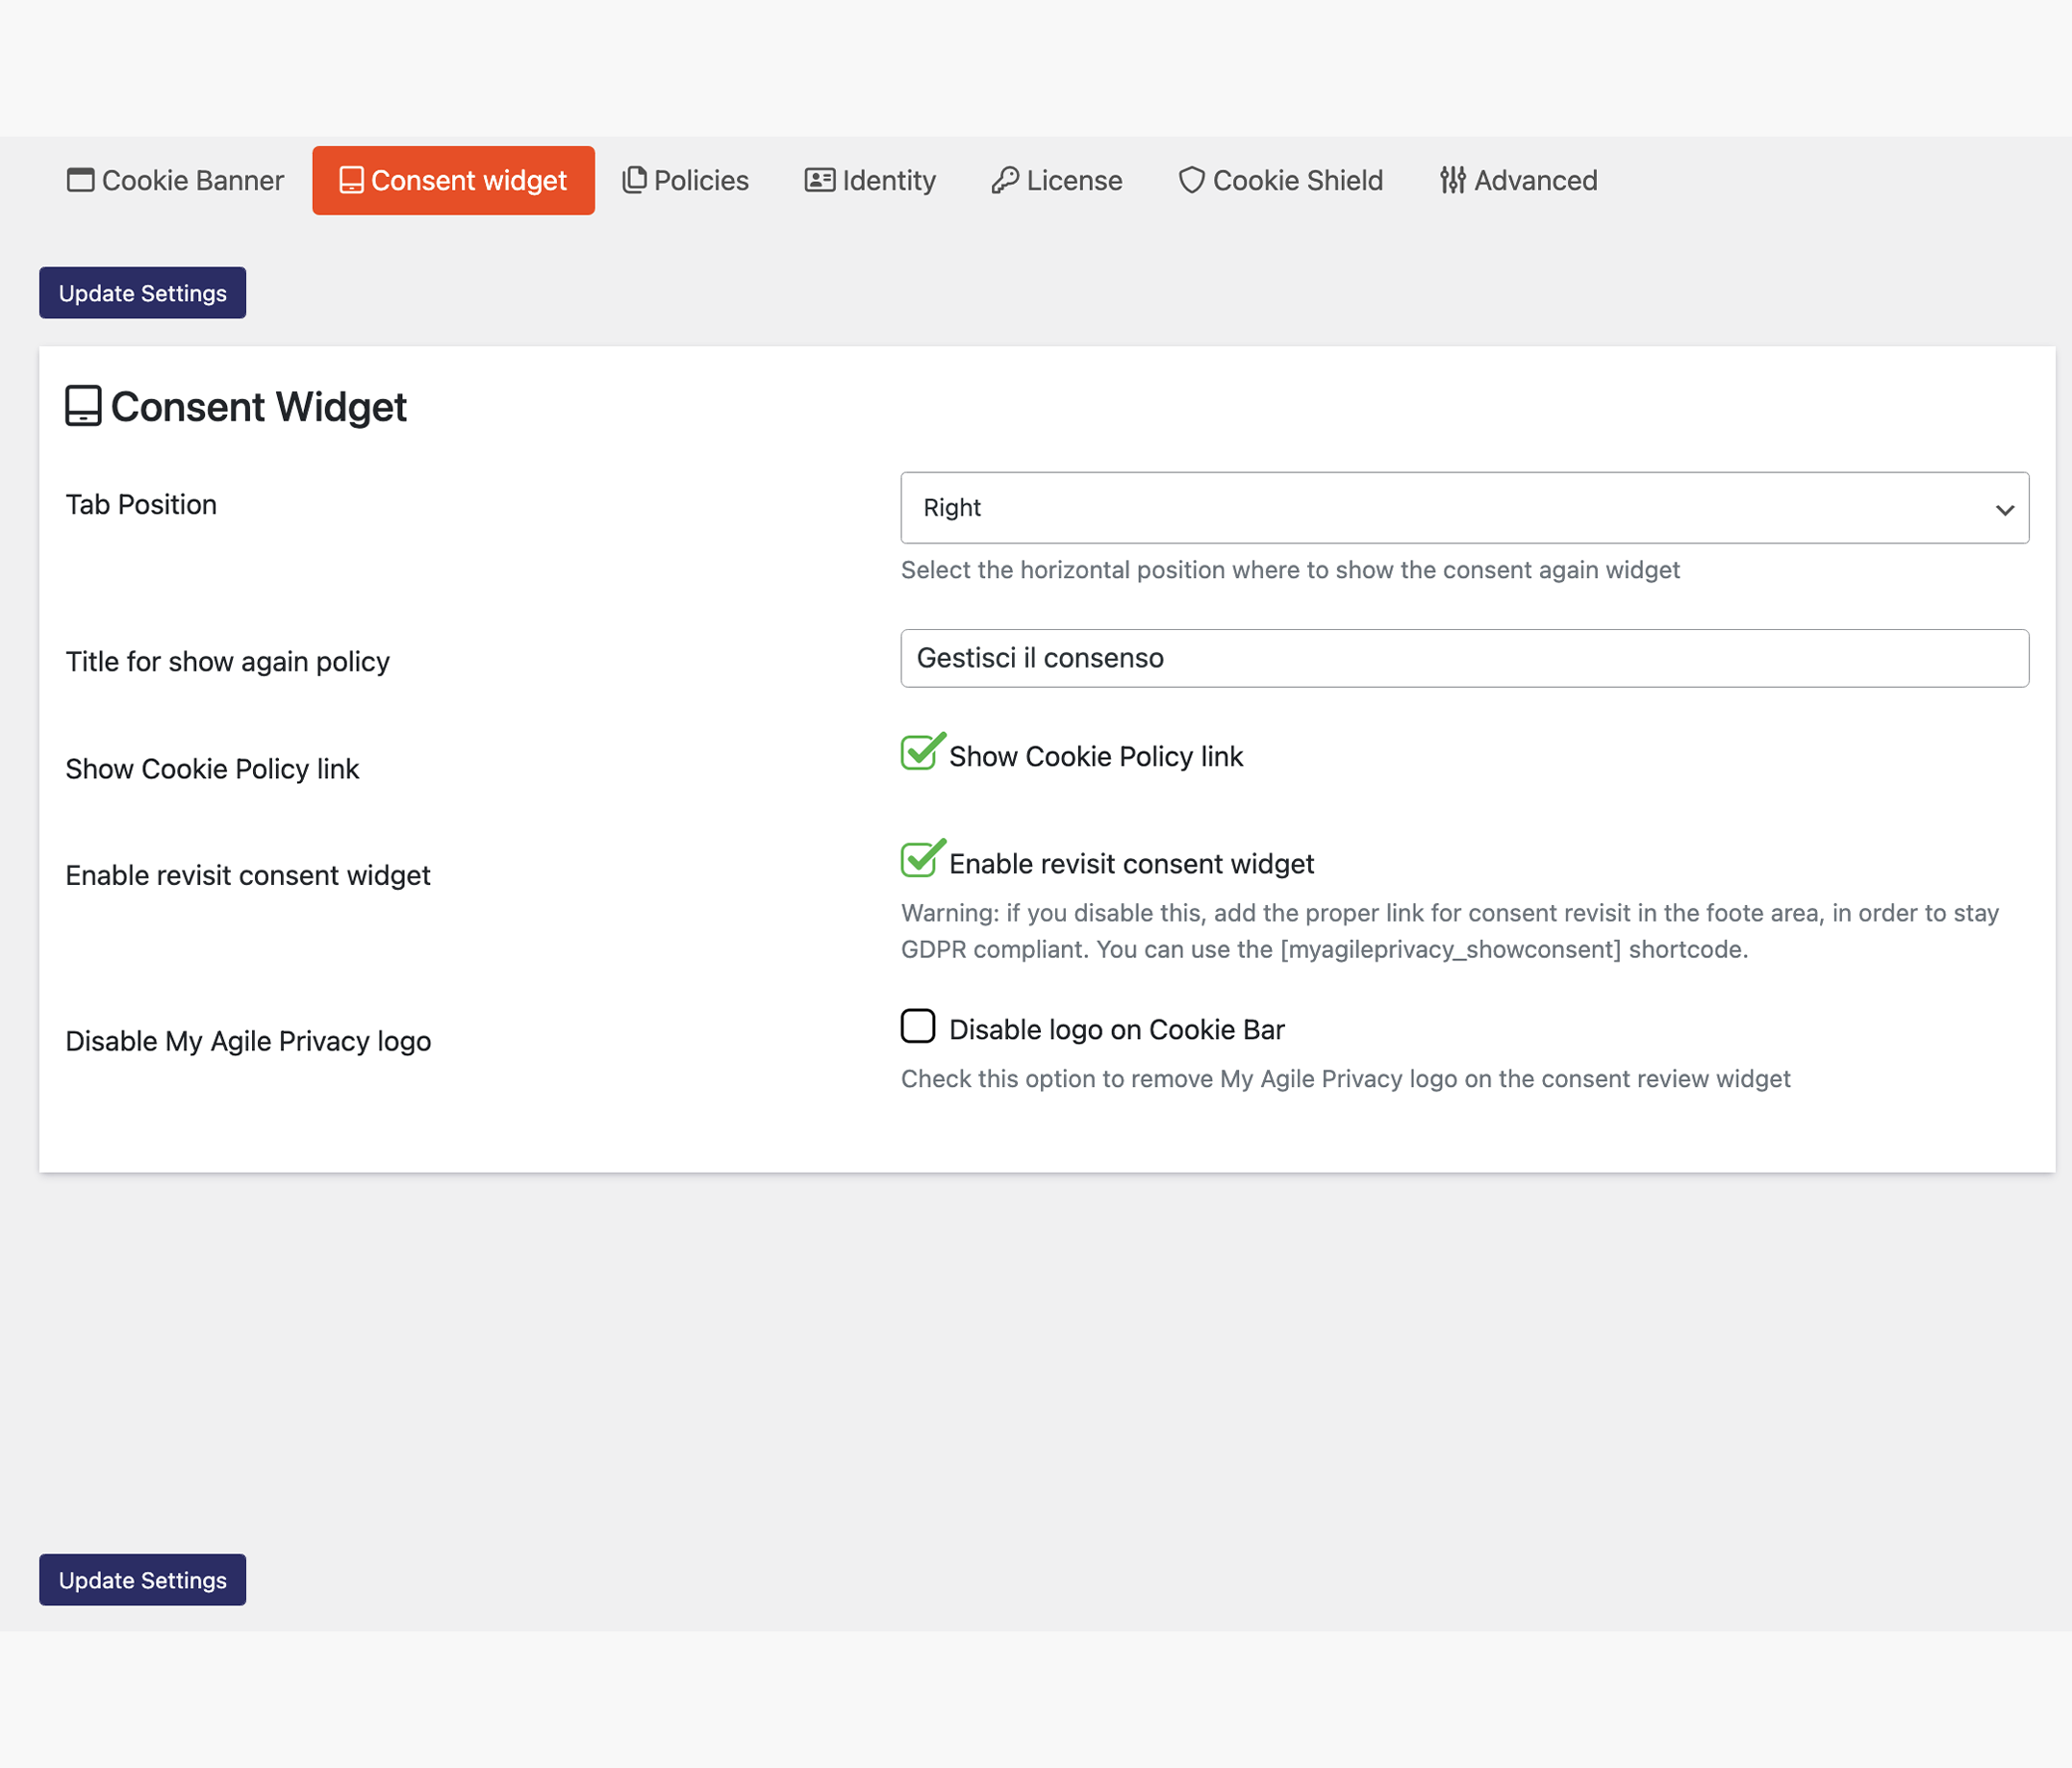 Cookie Banner Consent widget Policies Identity License Cookie Shield Advanced
Update Settings
Consent Widget
Tab Position
Right
Select the horizontal position where to show the consent again widget
Title for show again policy
Gestisci il consenso
Show Cookie Policy link
Show Cookie Policy link
Enable revisit consent widget
Enable revisit consent widget
Warning: if you disable this, add the proper link for consent revisit in the foote area, in order to stay
GDPR compliant. You can use the [myagileprivacy_showconsent] shortcode.
Disable My Agile Privacy logo
Disable logo on Cookie Bar
Check this option to remove My Agile Privacy logo on the consent review widget
Update Settings